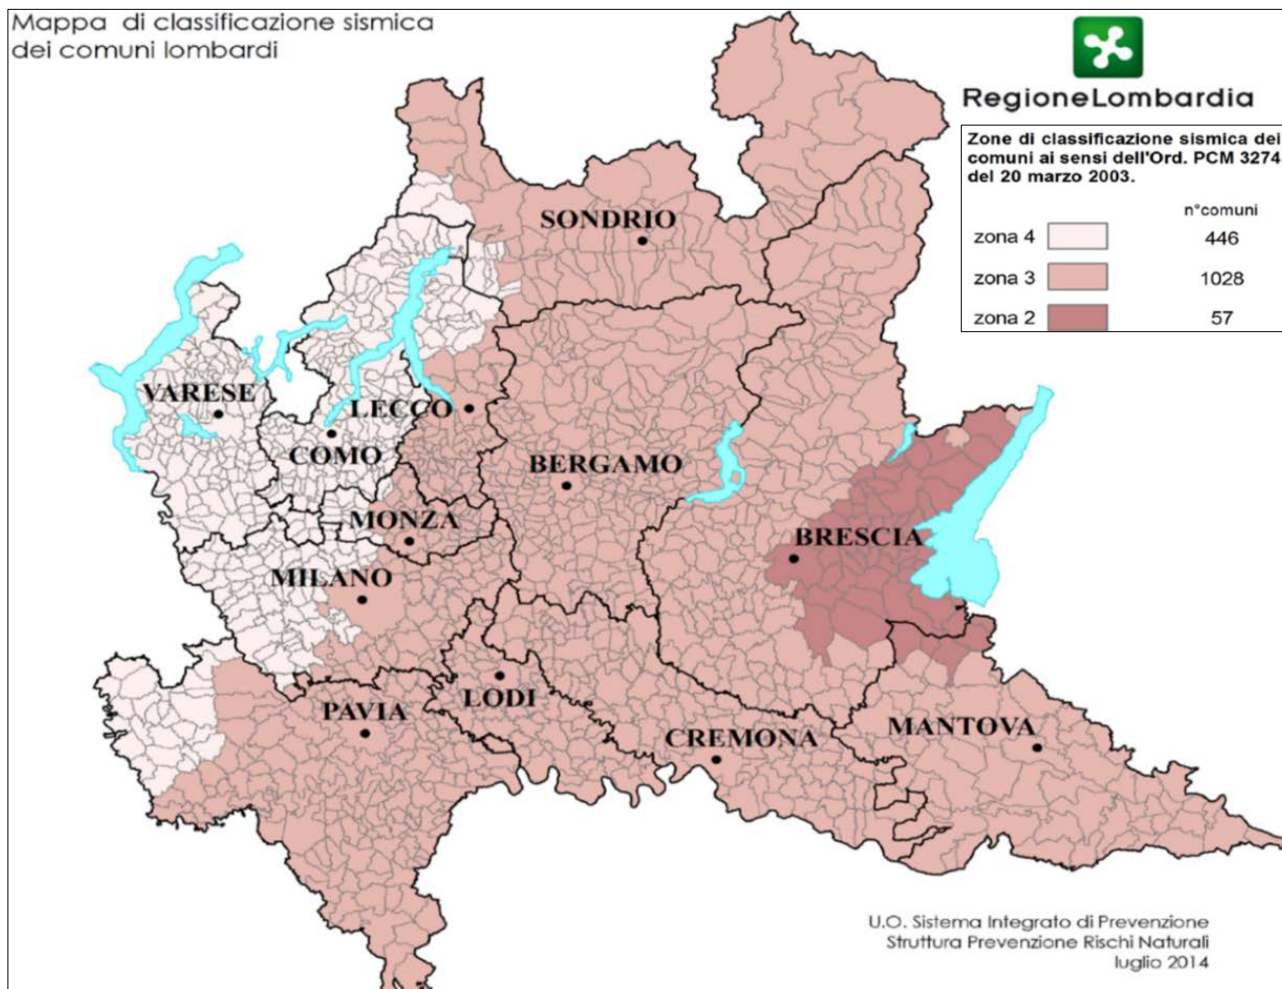 Mappa di classificazione sismica
dei comuni lombardi
RegioneLombardia
Zone di classificazione sismica dei
comuni ai sensi dell'Ord. PCM 3274
del 20 marzo 2003.
n°comuni
zona 4 446
zona 3 1028
zona 2 57
SONDRIO
VARESE
LECCO
COMO
BERGAMO
MONZA
BRESCIA
MILANO
LODI
PAVIA
CREMONA
MANTOVA
U.O. Sistema Integrato di Prevenzione
Struttura Prevenzione Rischi Naturali
luglio 2014